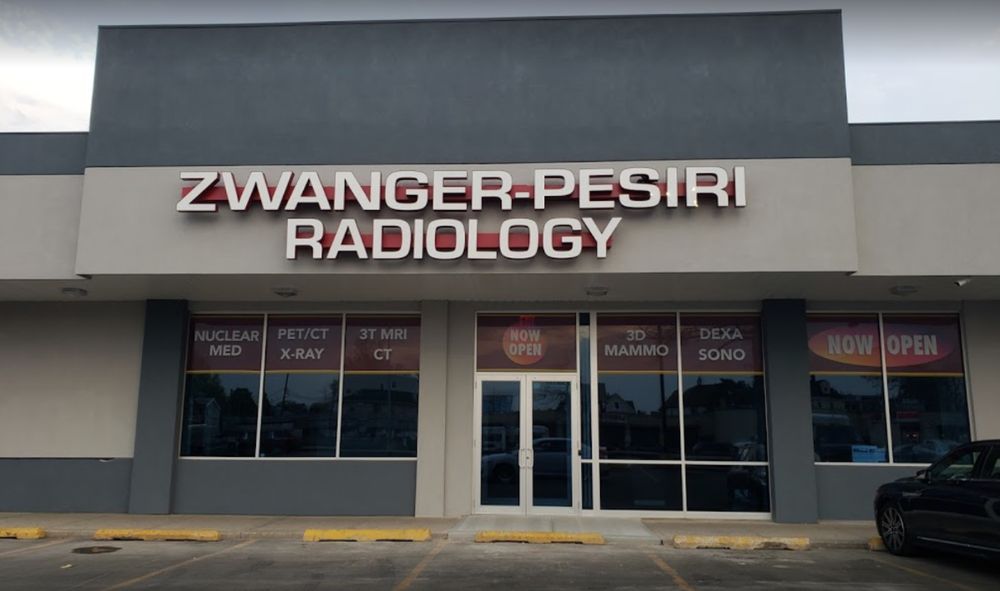 ZWANGER-PESIRI
RADIOLOGY
NUCLEAR
MED
PET/CT
X-RAY
3T MRI
CT
NOW
OPEN
3D
MAMMO
DEXA
SONO
NOW OPEN